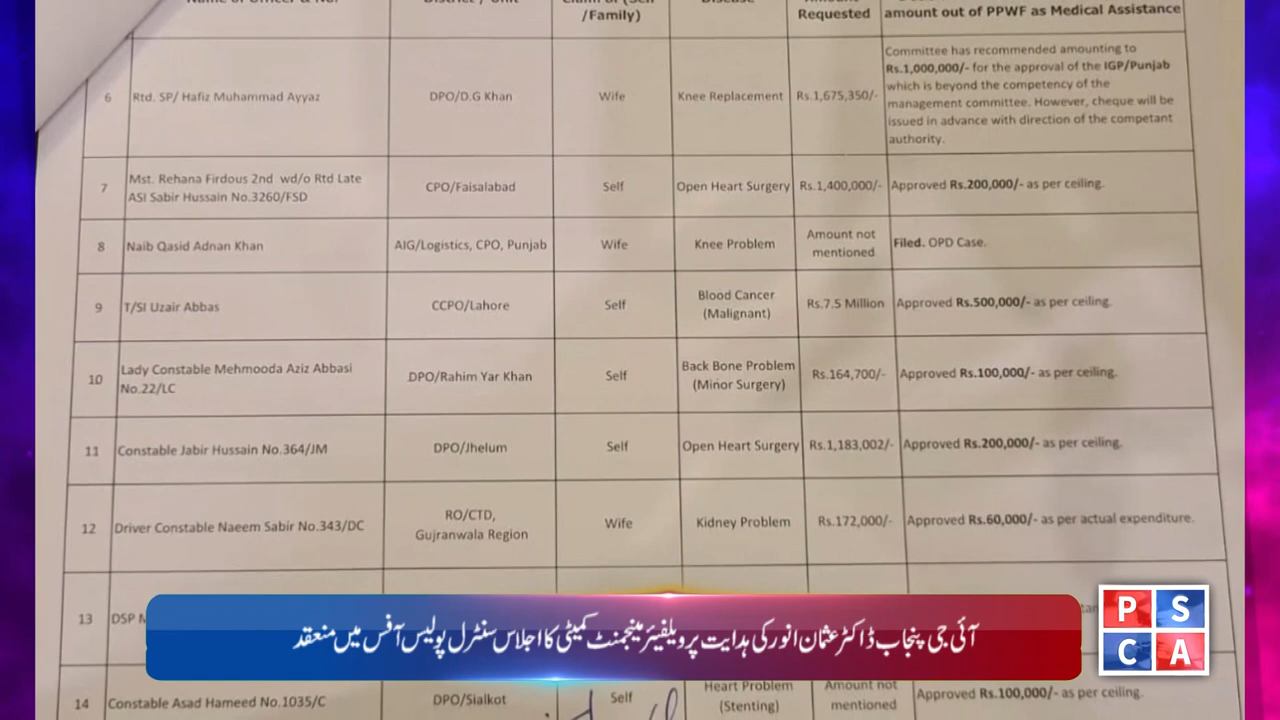 /Family)
Requested
amount out of PPWF as Medical Assistance
6
Rtd. SP/ Hafiz Muhammad Ayyaz
DPO/D.G Khan
Wife
Knee Replacement
Rs.1,675,350/-
Committee has recommended amounting to
Rs.1,000,000/- for the approval of the IGP/Punjab
which is beyond the competency of the
management committee. However, cheque will be
issued in advance with direction of the competant
authority.
7
Mst. Rehana Firdous 2nd wd/o Rtd Late
ASI Sabir Hussain No.3260/FSD
CPO/Faisalabad
Self
Open Heart Surgery
Rs.1,400,000/-
Approved Rs.200,000/- as per ceiling.
8
Naib Qasid Adnan Khan
AIG/Logistics, CPO, Punjab
Wife
Knee Problem
Amount not
mentioned
Filed. OPD Case.
9
T/SI Uzair Abbas
CCPO/Lahore
Self
Blood Cancer
(Malignant)
Rs.7.5 Million
Approved Rs.500,000/- as per ceiling.
10
Lady Constable Mehmooda Aziz Abbasi
No.22/LC
DPO/Rahim Yar Khan
Self
Back Bone Problem
(Minor Surgery)
Rs.164,700/-
Approved Rs.100,000/- as per ceiling.
11
Constable Jabir Hussain No.364/JM
DPO/Jhelum
Self
Open Heart Surgery
Rs.1,183,002/-
Approved Rs.200,000/- as per ceiling.
12
Driver Constable Naeem Sabir No.343/DC
RO/CTD,
Gujranwala Region
Wife
Kidney Problem
Rs.172,000/-
Approved Rs.60,000/- as per actual expenditure.
13
DSP
آئی جی پنجاب ڈاکٹر عثمان انور کی ہدایت پر ویلفیئر مینجمنٹ کمیٹی کا اجلاس سنٹرل پولیس آفس میں منعقد
P S
C A
14
Constable Asad Hameed No.1035/C
DPO/Sialkot
Self
Heart Problem
(Stenting)
Amount not
mentioned
Approved Rs.100,000/- as per ceiling.